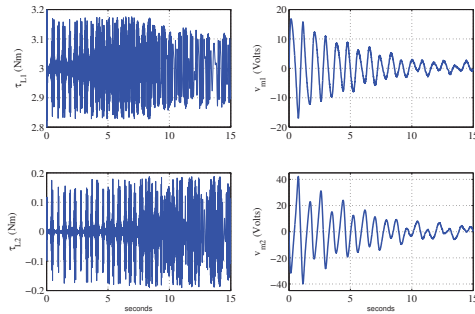 3.2
3.1
3
2.9
2.8
0 5 10 15
τL1 (Nm)
20
10
0
−10
−20
0 5 10 15
vm1 (Volts)
0.2
0.1
0
−0.1
−0.2
0 5 10 15
τL2 (Nm)
seconds
40
20
0
−20
−40
0 5 10 15
vm2 (Volts)
seconds